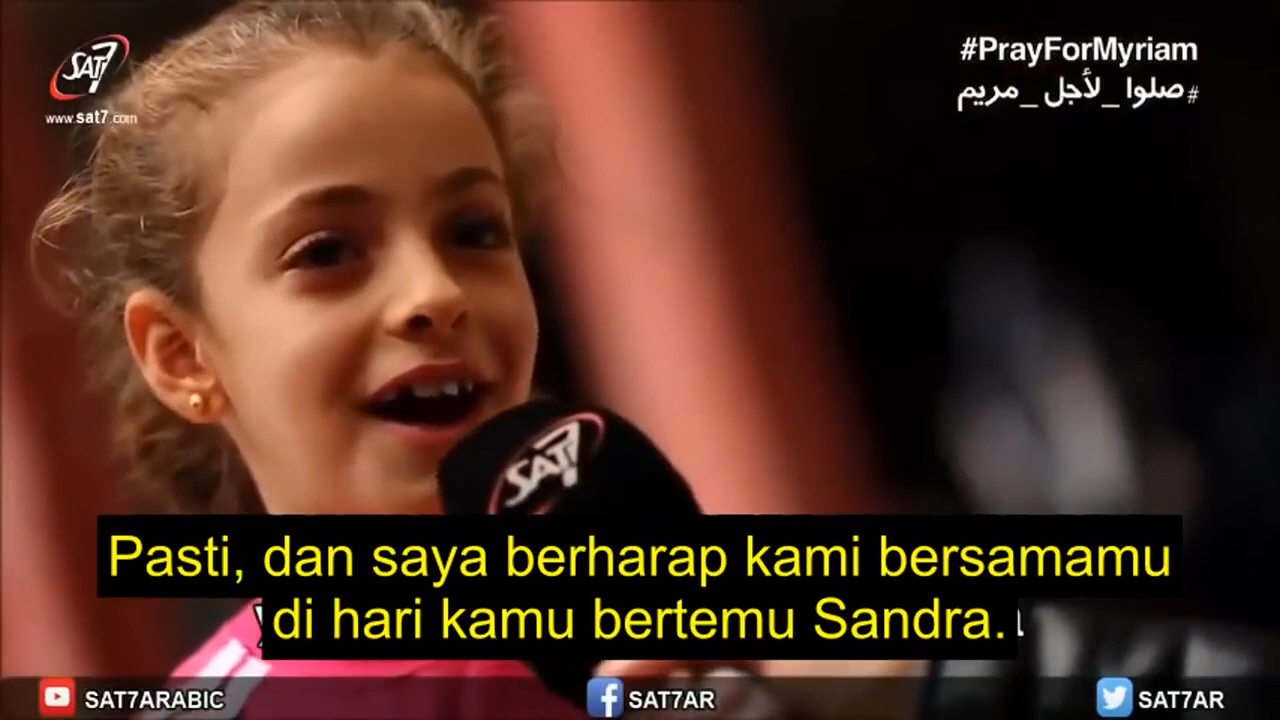 SAT7
www.sat7.com
#PrayForMyriam
#صلوا_لأجل_مريم
SAT7
Pasti, dan saya berharap kami bersamamu
di hari kamu bertemu Sandra.
SAT7ARABIC
SAT7AR
SAT7AR